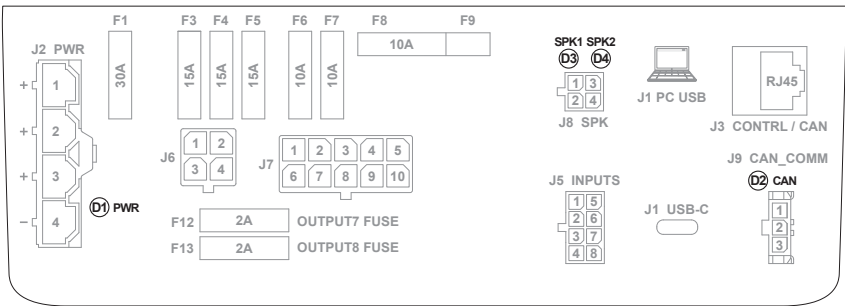 F1 F3 F4 F5 F6 F7 F8 F9
J2 PWR
30A 15A 15A 15A 10A 10A 10A
SPK1 SPK2
D3 D4
1 3
2 4
J8 SPK
J1 PC USB
RJ45
J3 CONTRL / CAN
+ 1
+ 2
+ 3
- 4
D1 PWR
J6
1 2
3 4
J7
1 2 3 4 5
6 7 8 9 10
F12 2A OUTPUT7 FUSE
F13 2A OUTPUT8 FUSE
J5 INPUTS
1 5
2 6
3 7
4 8
J1 USB-C
J9 CAN_COMM
D2 CAN
1
2
3